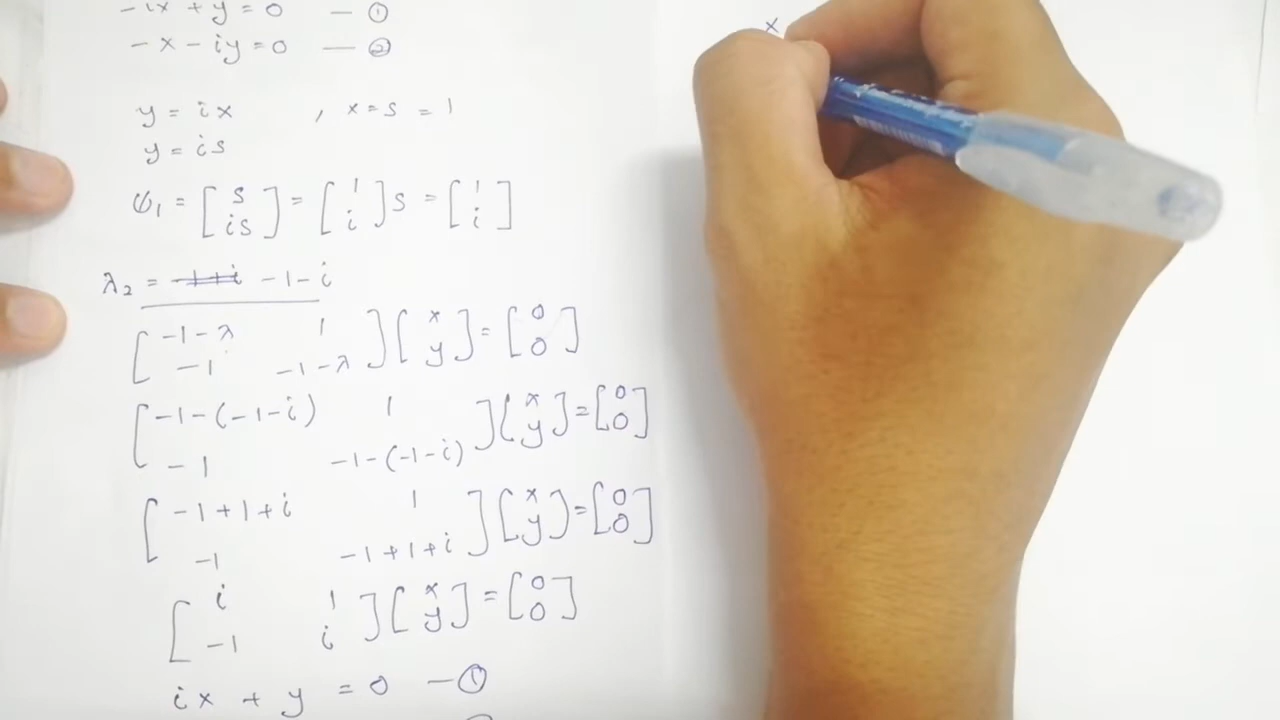 -ix + y = 0 — ①
-x - iy = 0 — ②
y = ix , x = s = 1
y = is
φ₁ = [s is] = [1 i]s = [1 i]
λ₂ = -1+i -1-i
[-1-λ 1 -1 -1-λ][x y] = [0 0]
[-1-(-1-i) 1 -1 -1-(-1-i)][x y] = [0 0]
[-1+1+i 1 -1 -1+1+i][x y] = [0 0]
[i 1 -1 i][x y] = [0 0]
ix + y = 0 — ①
x